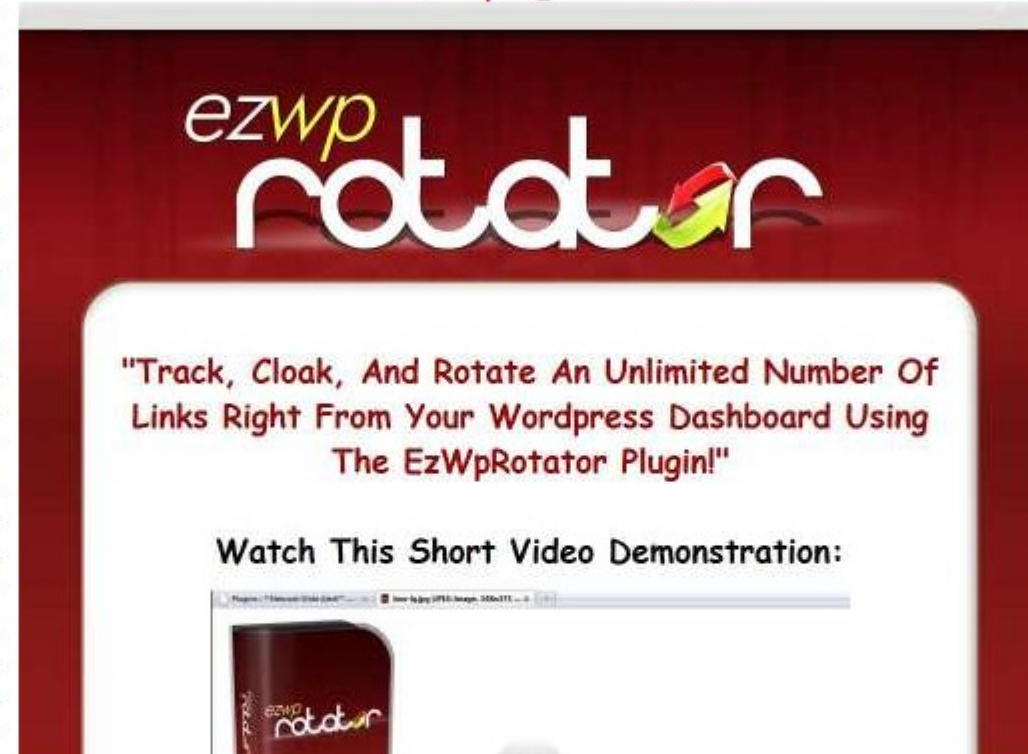 ezwp
rotator
"Track, Cloak, And Rotate An Unlimited Number Of
Links Right From Your Wordpress Dashboard Using
The EzWpRotator Plugin!"
Watch This Short Video Demonstration:
ezwp
rotator